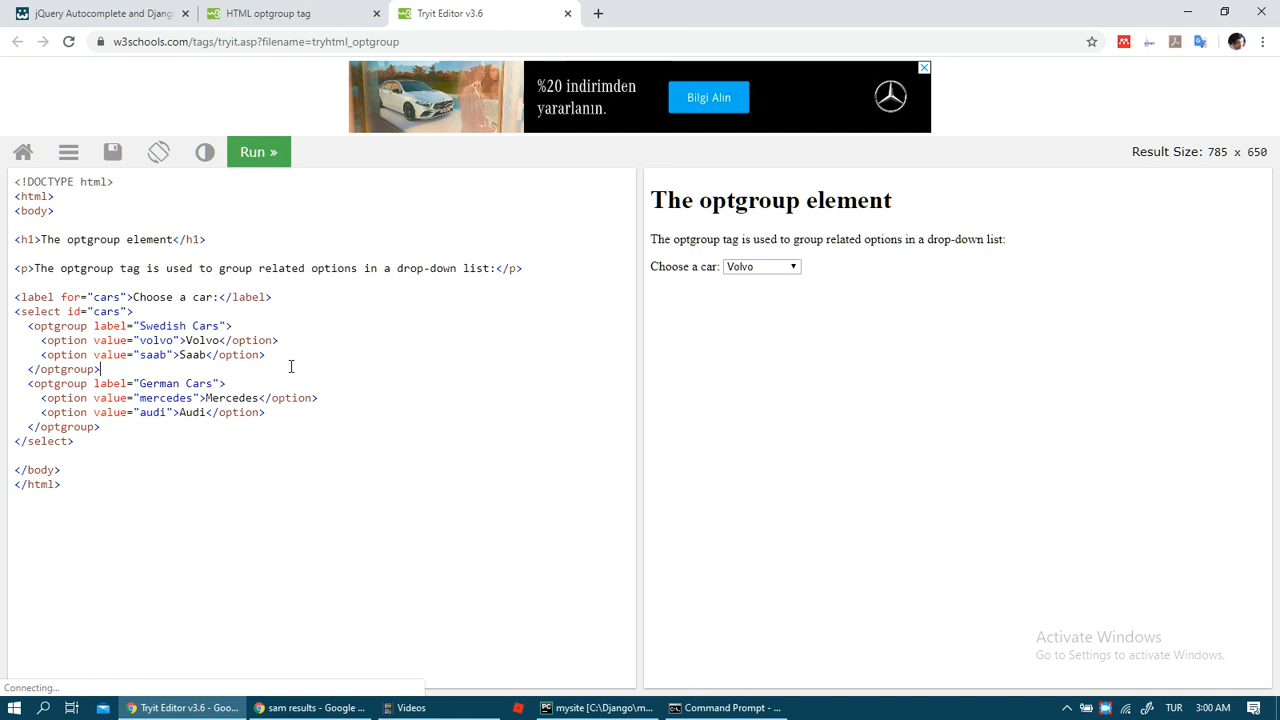 jQuery Autocomplete and Djang
HTML optgroup tag
Tryit Editor v3.6
w3schools.com/tags/tryit.asp?filename=tryhtml_optgroup
%20 indirimden
yararlanın.
Bilgi Alın
Run »
Result Size: 785 x 650
<!DOCTYPE html>
<html>
<body>
<h1>The optgroup element</h1>
<p>The optgroup tag is used to group related options in a drop-down list:</p>
<label for="cars">Choose a car:</label>
<select id="cars">
<optgroup label="Swedish Cars">
<option value="volvo">Volvo</option>
<option value="saab">Saab</option>
</optgroup>
<optgroup label="German Cars">
<option value="mercedes">Mercedes</option>
<option value="audi">Audi</option>
</optgroup>
</select>
</body>
</html>
The optgroup element
The optgroup tag is used to group related options in a drop-down list:
Choose a car: Volvo
Activate Windows
Go to Settings to activate Windows.
Connecting...
Tryit Editor v3.6 - Goo...
sam results - Google ...
Videos
mysite [C:\Django\m...
Command Prompt - ...
TUR
3:00 AM